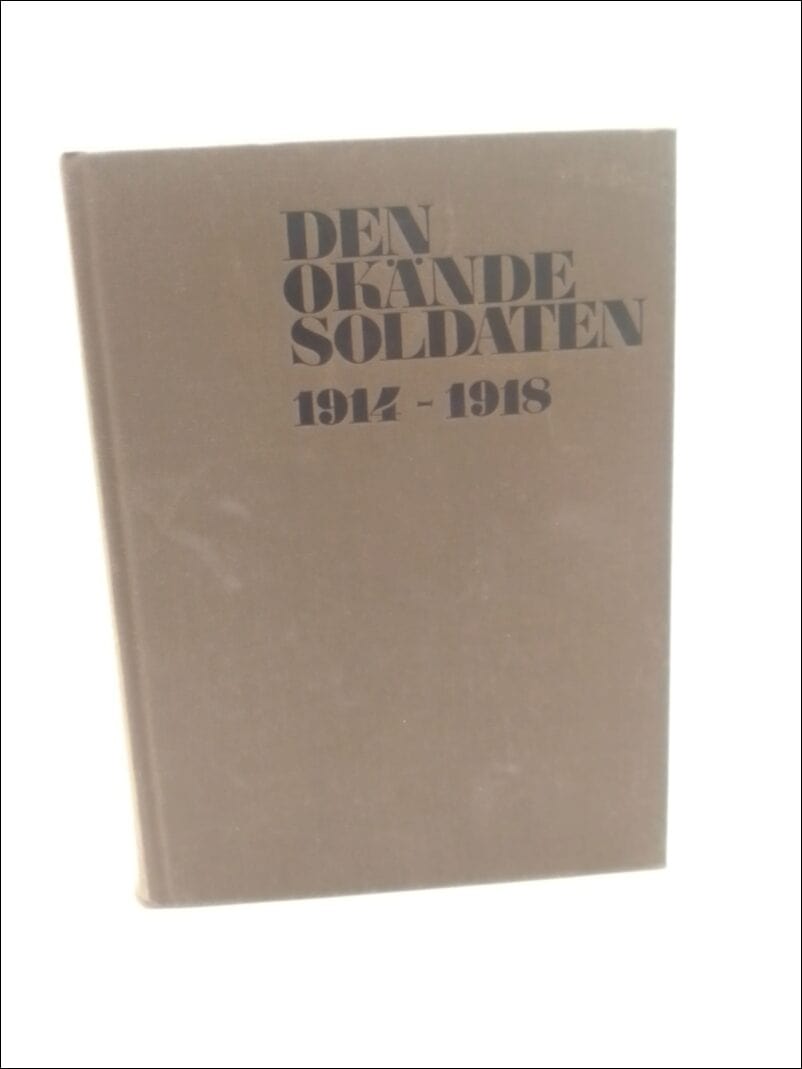 DEN
OKÄNDE
SOLDATEN
1914 - 1918